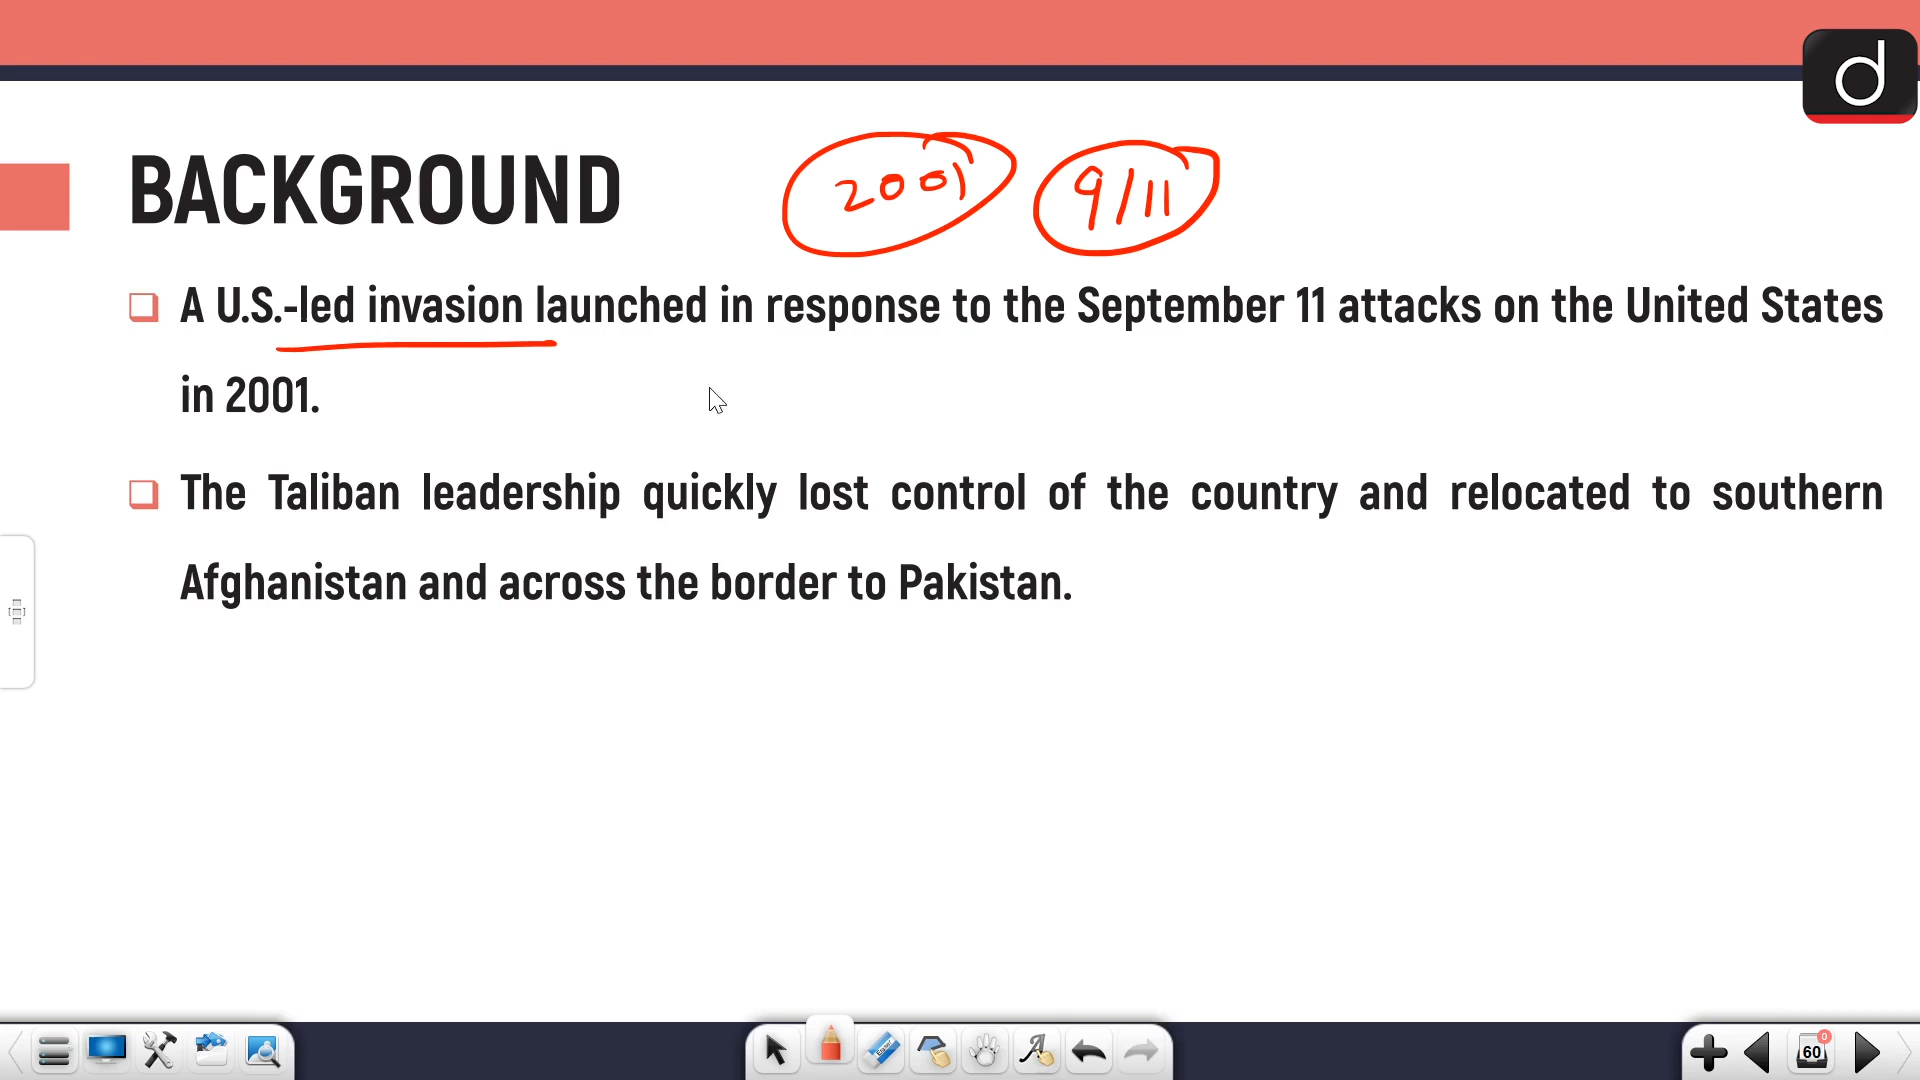 d
BACKGROUND
2001 9/11
❑ A U.S.-led invasion launched in response to the September 11 attacks on the United States
in 2001.
❑ The Taliban leadership quickly lost control of the country and relocated to southern
Afghanistan and across the border to Pakistan.
Eraser
A
60
0